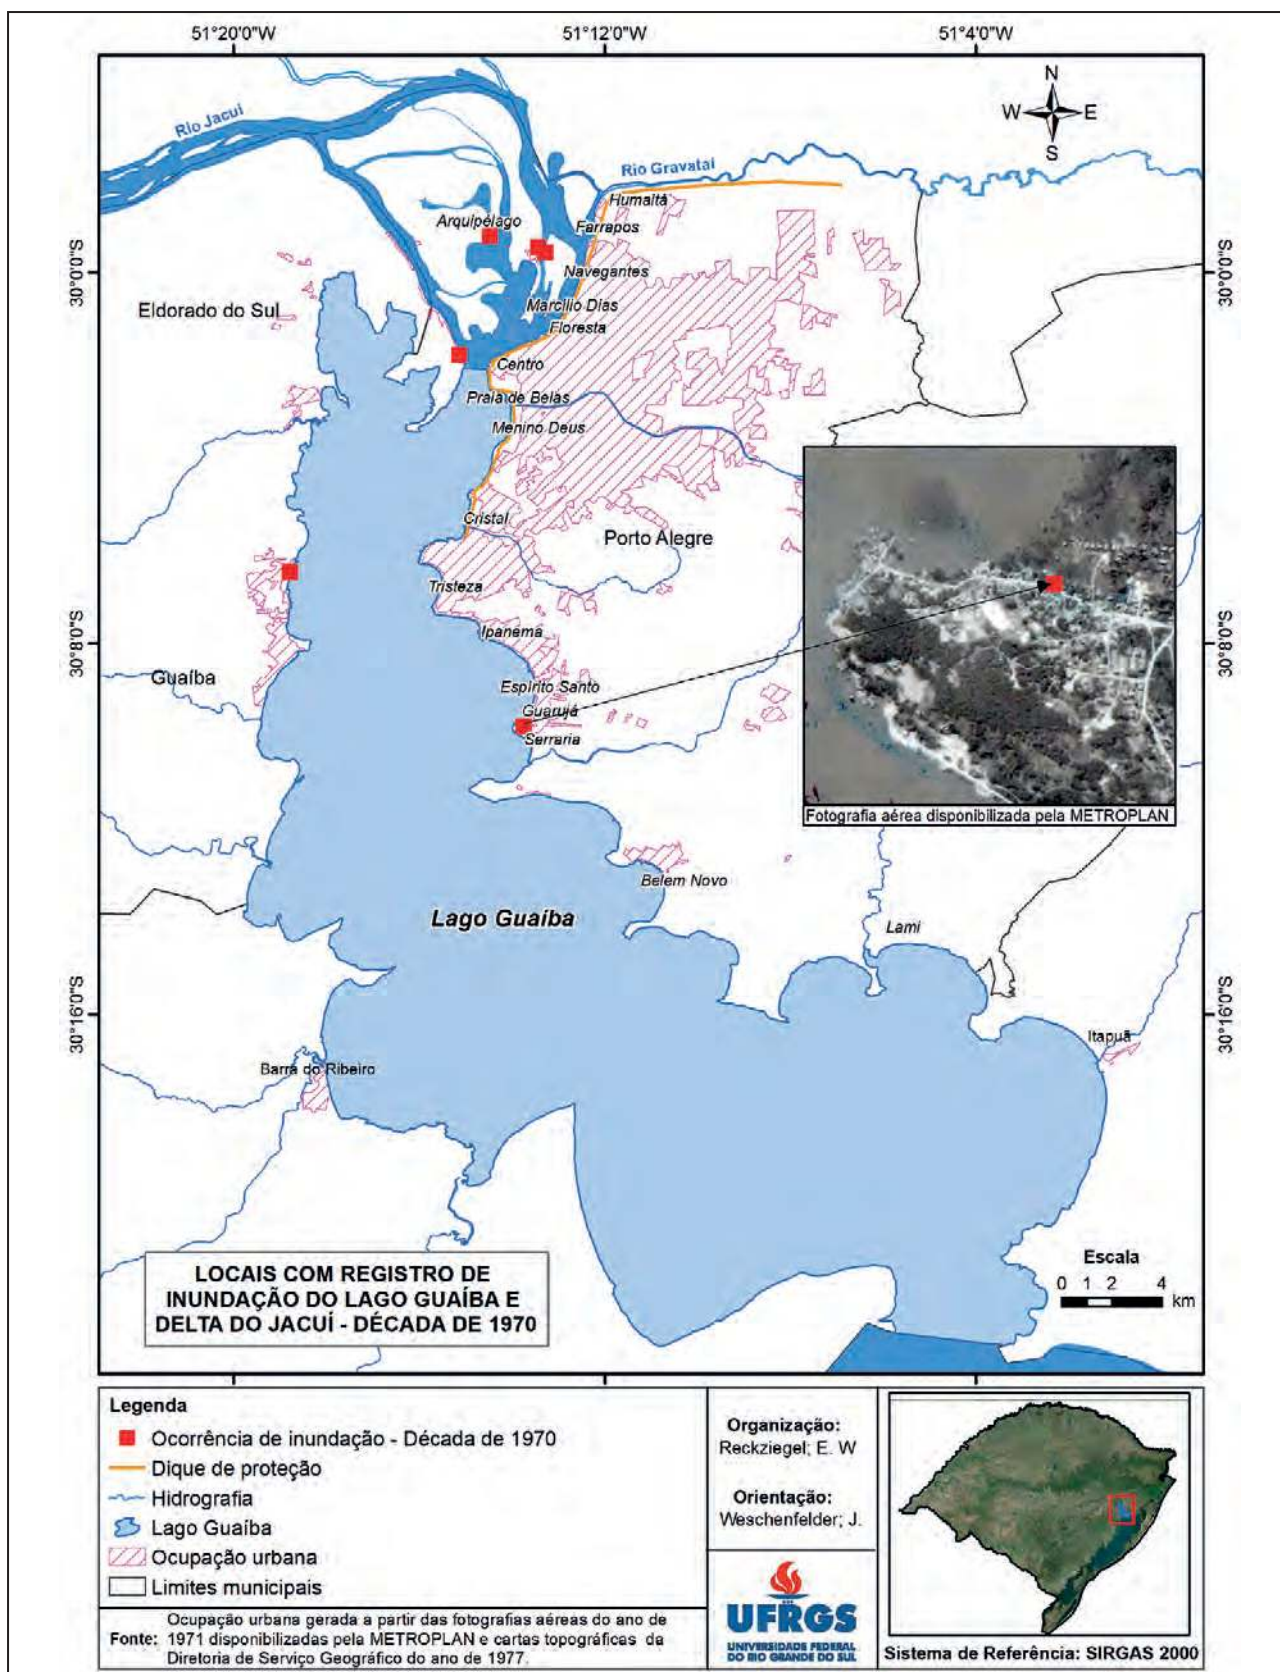 51°20'0"W
51°12'0"W
51°4'0"W
N
W
E
S
Rio Jacuí
Rio Gravataí
Humaitá
Arquipélago
Farrapos
30°0'0"S
30°0'0"S
Navegantes
Eldorado do Sul
Marcílio Dias
Floresta
Centro
Praia de Belas
Menino Deus
Cristal
Porto Alegre
Tristeza
Ipanema
30°8'0"S
30°8'0"S
Guaíba
Espírito Santo
Guarujá
Serraria
Fotografia aérea disponibilizada pela METROPLAN
Belem Novo
Lago Guaíba
Lami
30°16'0"S
30°16'0"S
Itapuã
Barra do Ribeiro
Escala
0 1 2 4
km
LOCAIS COM REGISTRO DE
INUNDAÇÃO DO LAGO GUAÍBA E
DELTA DO JACUÍ - DÉCADA DE 1970
Legenda
Ocorrência de inundação - Década de 1970
Dique de proteção
Hidrografia
Lago Guaíba
Ocupação urbana
Limites municipais
Fonte: Ocupação urbana gerada a partir das fotografias aéreas do ano de
1971 disponibilizadas pela METROPLAN e cartas topográficas da
Diretoria de Serviço Geográfico do ano de 1977.
Organização:
Reckziegel; E. W
Orientação:
Weschenfelder; J.
UFRGS
UNIVERSIDADE FEDERAL
DO RIO GRANDE DO SUL
Sistema de Referência: SIRGAS 2000